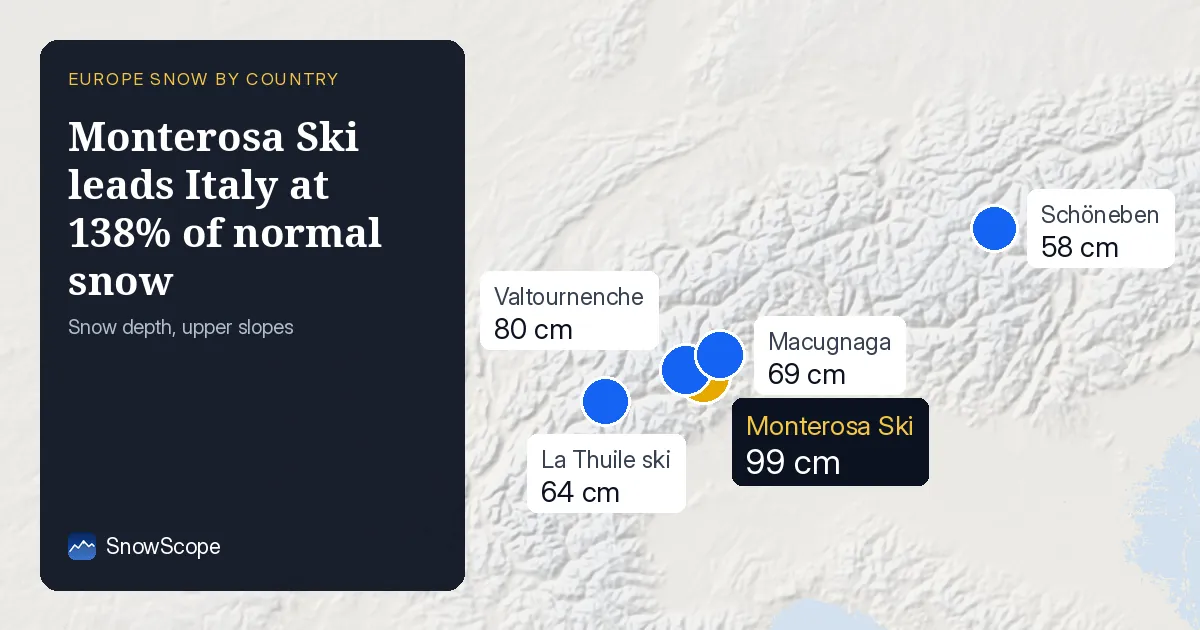 EUROPE SNOW BY COUNTRY
Monterosa Ski
leads Italy at
138% of normal
snow
Snow depth, upper slopes
SnowScope
Schöneben
58 cm
Valtournenche
80 cm
Macugnaga
69 cm
Monterosa Ski
99 cm
La Thuile ski
64 cm